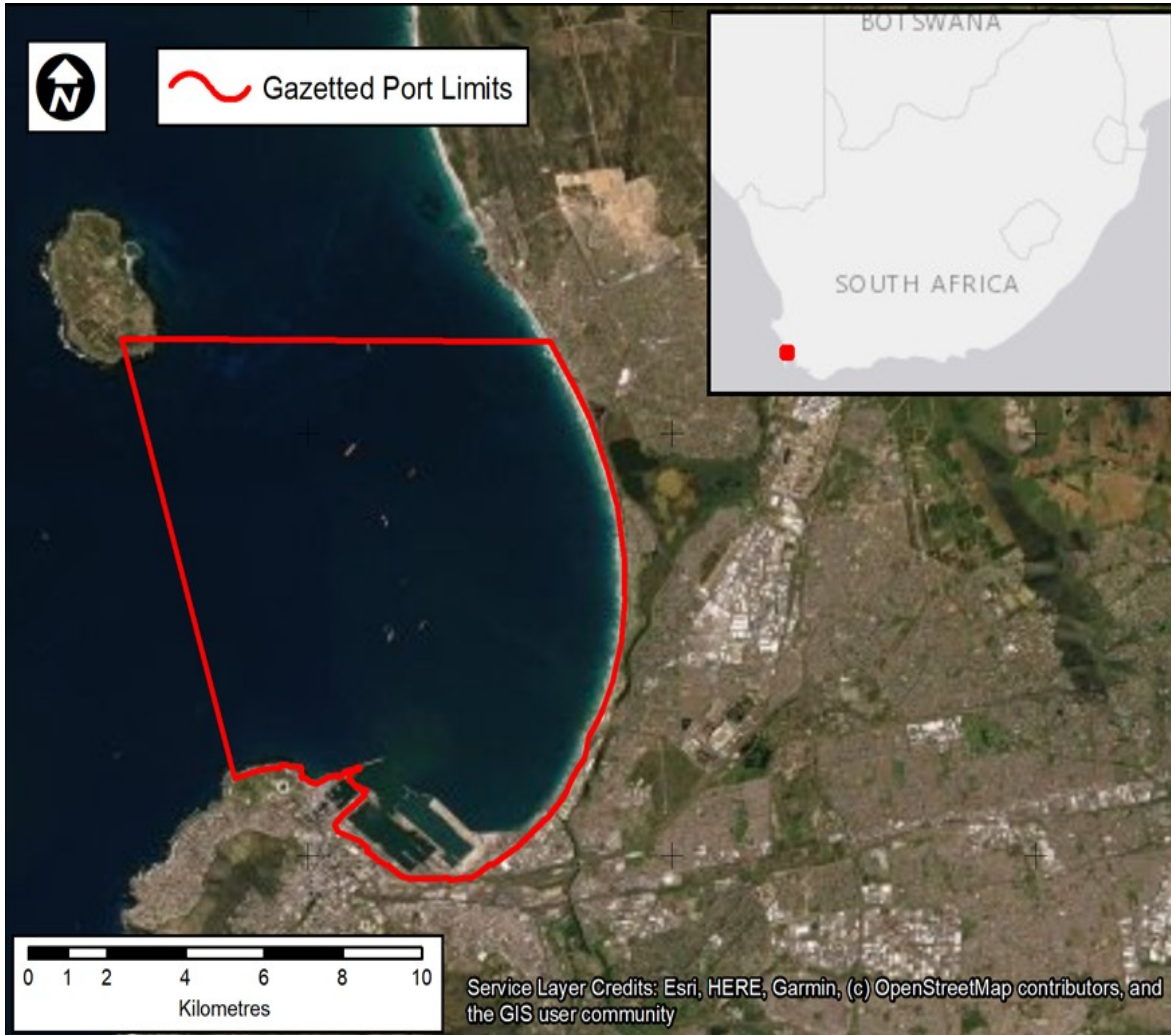 BOTSWANA
N
Gazetted Port Limits
SOUTH AFRICA
0 1 2 4 6 8 10
Kilometres
Service Layer Credits: Esri, HERE, Garmin, (c) OpenStreetMap contributors, and
the GIS user community